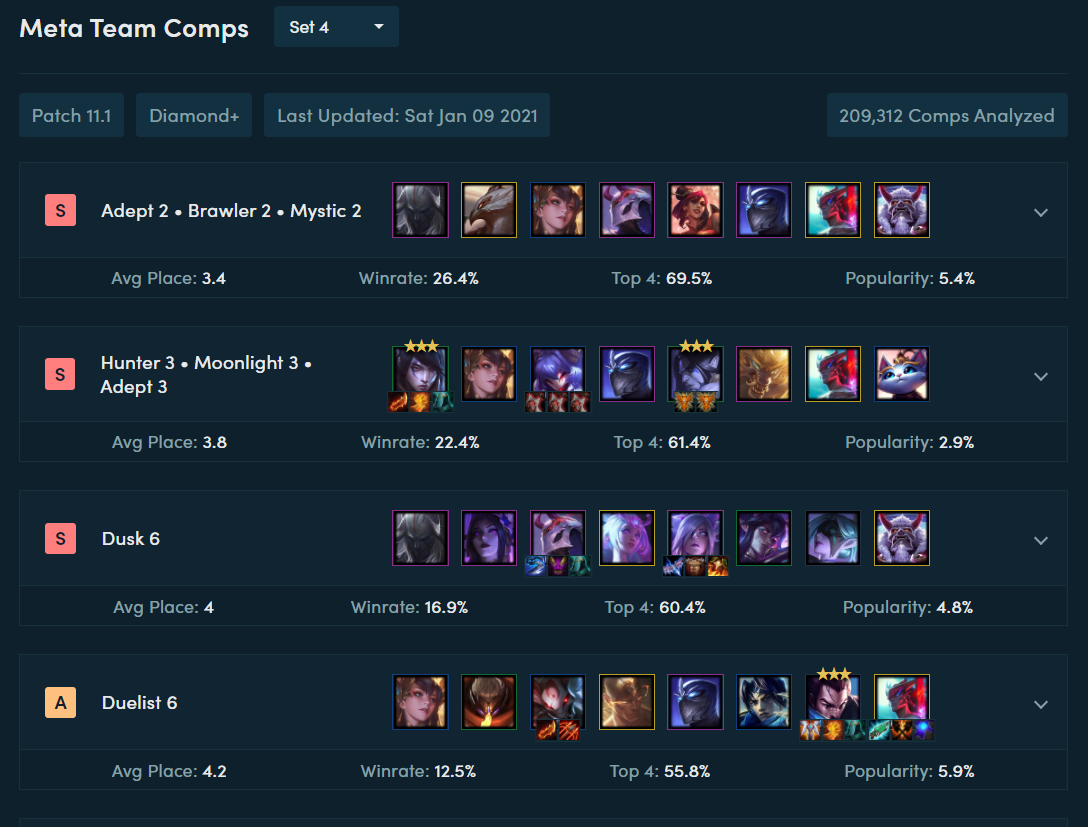 Meta Team Comps
Set 4
Patch 11.1
Diamond+
Last Updated: Sat Jan 09 2021
209,312 Comps Analyzed
S
Adept 2 • Brawler 2 • Mystic 2
Avg Place: 3.4
Winrate: 26.4%
Top 4: 69.5%
Popularity: 5.4%
S
Hunter 3 • Moonlight 3 •
Adept 3
Avg Place: 3.8
Winrate: 22.4%
Top 4: 61.4%
Popularity: 2.9%
S
Dusk 6
Avg Place: 4
Winrate: 16.9%
Top 4: 60.4%
Popularity: 4.8%
A
Duelist 6
Avg Place: 4.2
Winrate: 12.5%
Top 4: 55.8%
Popularity: 5.9%